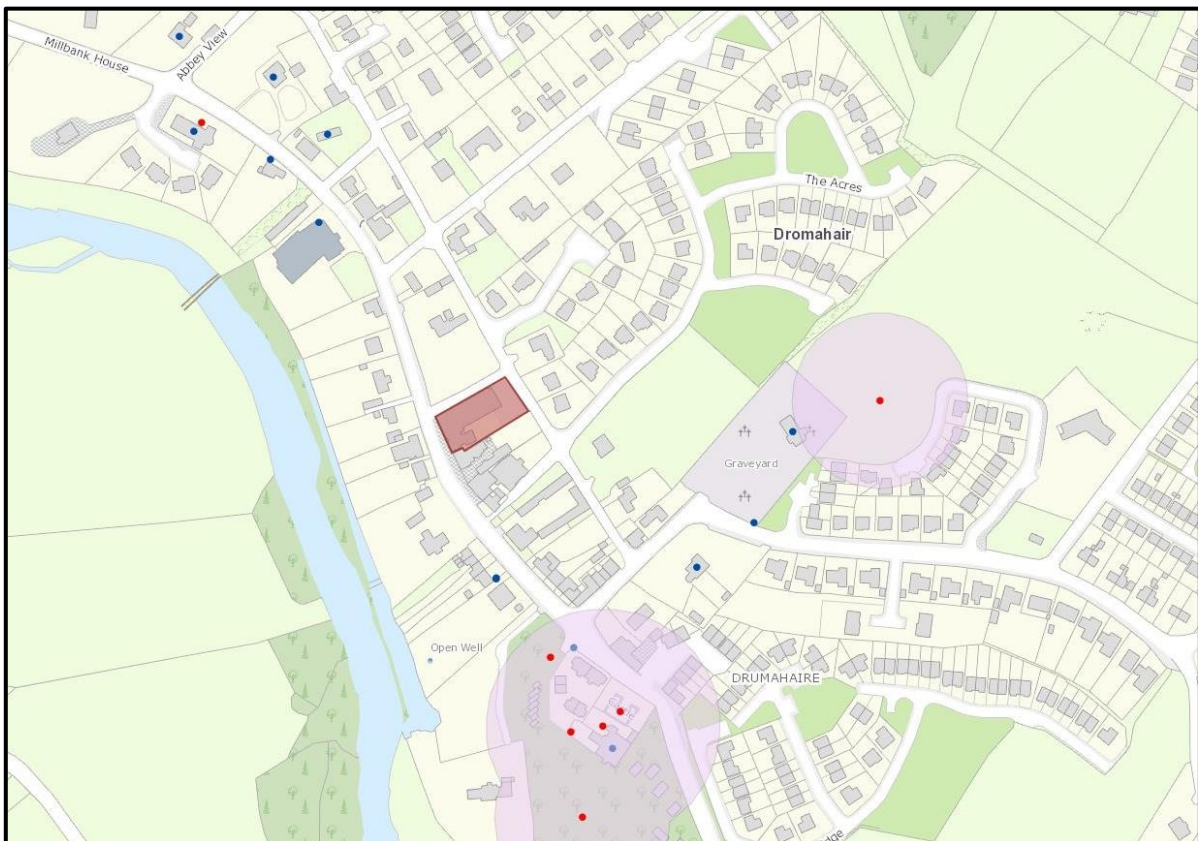 Millbank House
Abbey View
The Acres
Dromahair
Graveyard
Open Well
DRUMAHAIRE